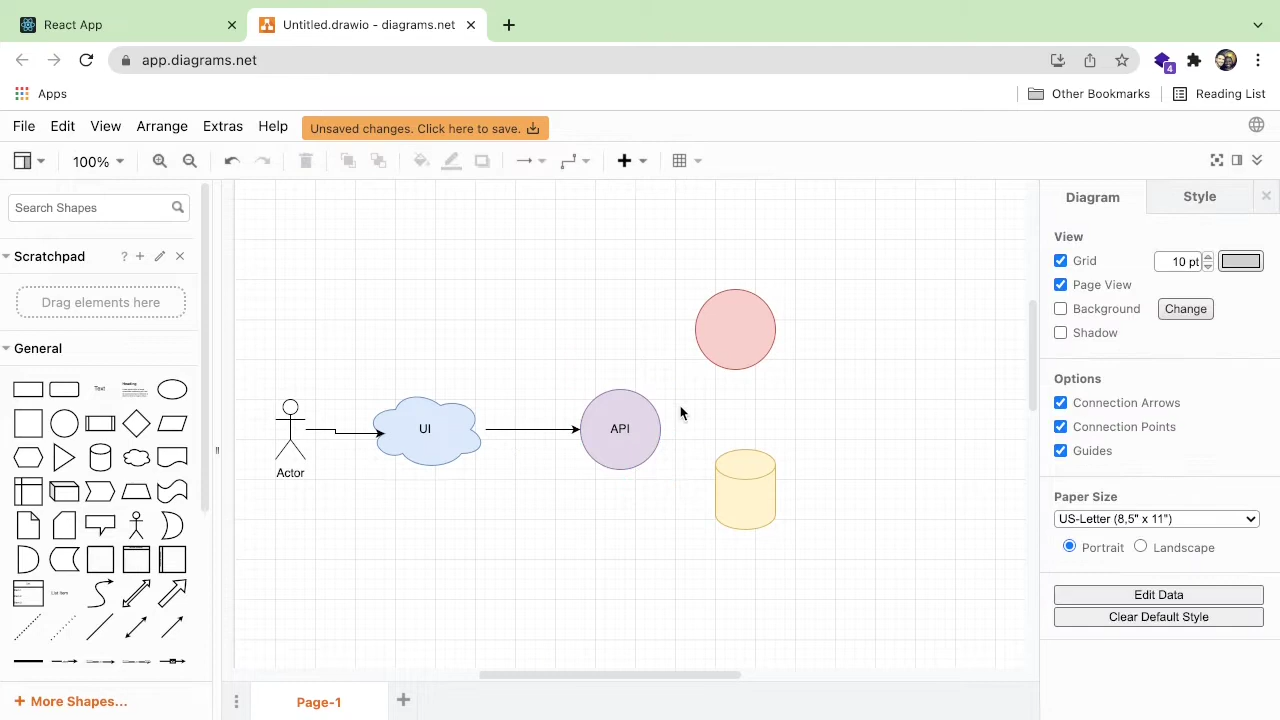 React App
Untitled.drawio - diagrams.net
app.diagrams.net
4
Apps
Other Bookmarks
Reading List
File Edit View Arrange Extras Help
Unsaved changes. Click here to save.
100%
Search Shapes
Scratchpad
?
Drag elements here
General
Text
Heading
List Item
More Shapes...
Actor
UI
API
Page-1
Diagram
Style
View
Grid
10 pt
Page View
Background
Change
Shadow
Options
Connection Arrows
Connection Points
Guides
Paper Size
US-Letter (8,5" x 11")
Portrait
Landscape
Edit Data
Clear Default Style